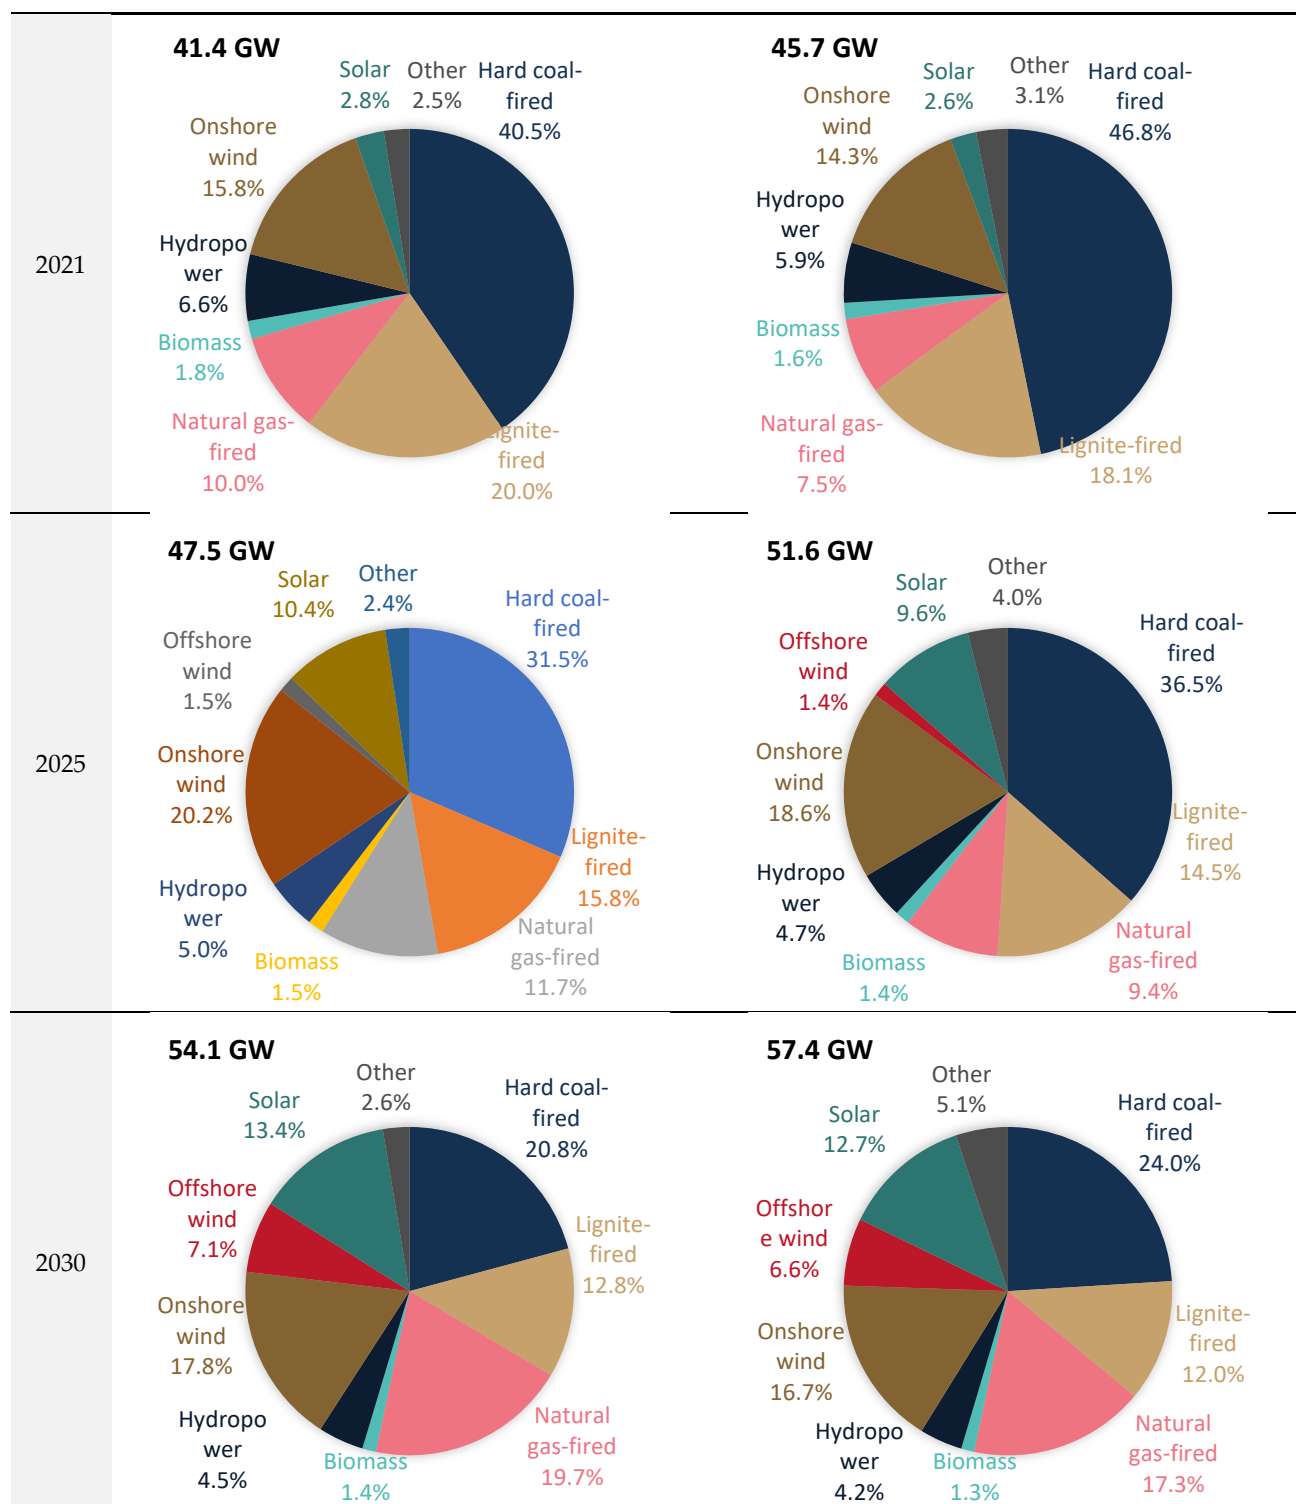 2021
41.4 GW
Solar
2.8%
Other
2.5%
Hard coal-
fired
40.5%
Onshore
wind
15.8%
Hydropo
wer
6.6%
Biomass
1.8%
Natural gas-
fired
10.0%
Lignite-
fired
20.0%
45.7 GW
Solar
2.6%
Other
3.1%
Hard coal-
fired
46.8%
Onshore
wind
14.3%
Hydropo
wer
5.9%
Biomass
1.6%
Natural gas-
fired
7.5%
Lignite-fired
18.1%
2025
47.5 GW
Solar
10.4%
Other
2.4%
Hard coal-
fired
31.5%
Offshore
wind
1.5%
Onshore
wind
20.2%
Lignite-
fired
15.8%
Hydropo
wer
5.0%
Biomass
1.5%
Natural
gas-fired
11.7%
51.6 GW
Solar
9.6%
Other
4.0%
Hard coal-
fired
36.5%
Offshore
wind
1.4%
Onshore
wind
18.6%
Lignite-
fired
14.5%
Hydropo
wer
4.7%
Biomass
1.4%
Natural
gas-fired
9.4%
2030
54.1 GW
Solar
13.4%
Other
2.6%
Hard coal-
fired
20.8%
Offshore
wind
7.1%
Lignite-
fired
12.8%
Onshore
wind
17.8%
Hydropo
wer
4.5%
Biomass
1.4%
Natural
gas-fired
19.7%
57.4 GW
Solar
12.7%
Other
5.1%
Hard coal-
fired
24.0%
Offshor
e wind
6.6%
Lignite-
fired
12.0%
Onshore
wind
16.7%
Hydropo
wer
4.2%
Biomass
1.3%
Natural
gas-fired
17.3%